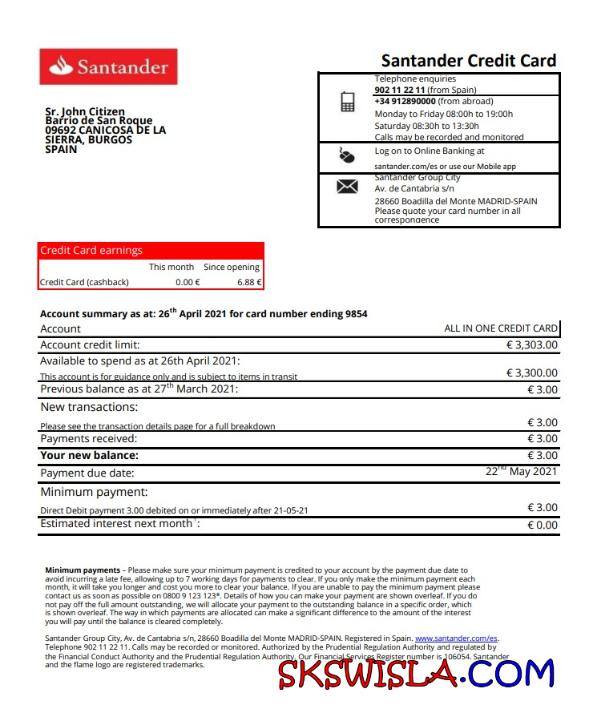 Santander
Santander Credit Card
Sr. John Citizen
Barrio de San Roque
09692 CANICOSA DE LA
SIERRA, BURGOS
SPAIN
Telephone enquiries
902 11 22 11 (from Spain)
+34 912890000 (from abroad)
Monday to Friday 08:00h to 19:00h
Saturday 08:30h to 13:30h
Calls may be recorded and monitored
Log on to Online Banking at
santander.com/es or use our Mobile app
Santander Group City
Av. de Cantabria s/n
28660 Boadilla del Monte MADRID-SPAIN
Please quote your card number in all
correspondence
Credit Card earnings
This month Since opening
Credit Card (cashback) 0.00 € 6.88 €
Account summary as at: 26th April 2021 for card number ending 9854
Account ALL IN ONE CREDIT CARD
Account credit limit: € 3,303.00
Available to spend as at 26th April 2021:
This account is for guidance only and is subject to items in transit € 3,300.00
Previous balance as at 27th March 2021: € 3.00
New transactions:
Please see the transaction details page for a full breakdown € 3.00
Payments received: € 3.00
Your new balance: € 3.00
Payment due date: 22nd May 2021
Minimum payment:
Direct Debit payment 3.00 debited on or immediately after 21-05-21 € 3.00
Estimated interest next month¹: € 0.00
Minimum payments – Please make sure your minimum payment is credited to your account by the payment due date to
avoid incurring a late fee, allowing up to 7 working days for payments to clear. If you only make the minimum payment each
month, it will take you longer and cost you more to clear your balance. If you are unable to pay the minimum payment please
contact us as soon as possible on 0800 9 123 123*. Details of how you can make your payment are shown overleaf. If you do
not pay off the full amount outstanding, we will allocate your payment to the outstanding balance in a specific order, which
is shown overleaf. The way in which payments are allocated can make a significant difference to the amount of the interest
you will pay until the balance is cleared completely.
Santander Group City, Av. de Cantabria s/n, 28660 Boadilla del Monte MADRID-SPAIN. Registered in Spain. www.santander.com/es.
Telephone 902 11 22 11. Calls may be recorded or monitored. Authorized by the Prudential Regulation Authority and regulated by
the Financial Conduct Authority and the Prudential Regulation Authority. Our Financial Services Register number is 106054. Santander
and the flame logo are registered trademarks.
SKSWISLA.COM